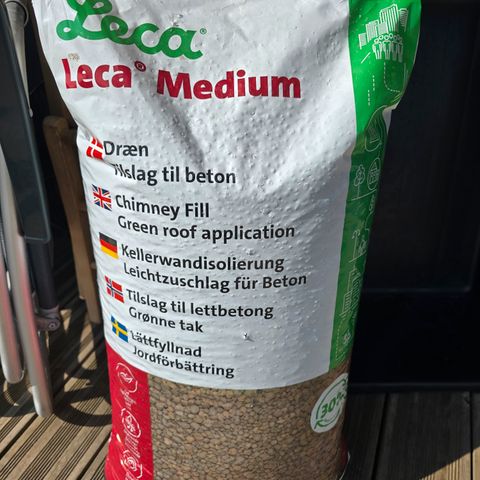 Leca®
Leca® Medium
Dræn
Tilslag til beton
Chimney Fill
Green roof application
Kellerwandisolierung
Leichtzuschlag für Beton
Tilslag til lettbetong
Grønne tak
Lättfyllnad
Jordförbättring